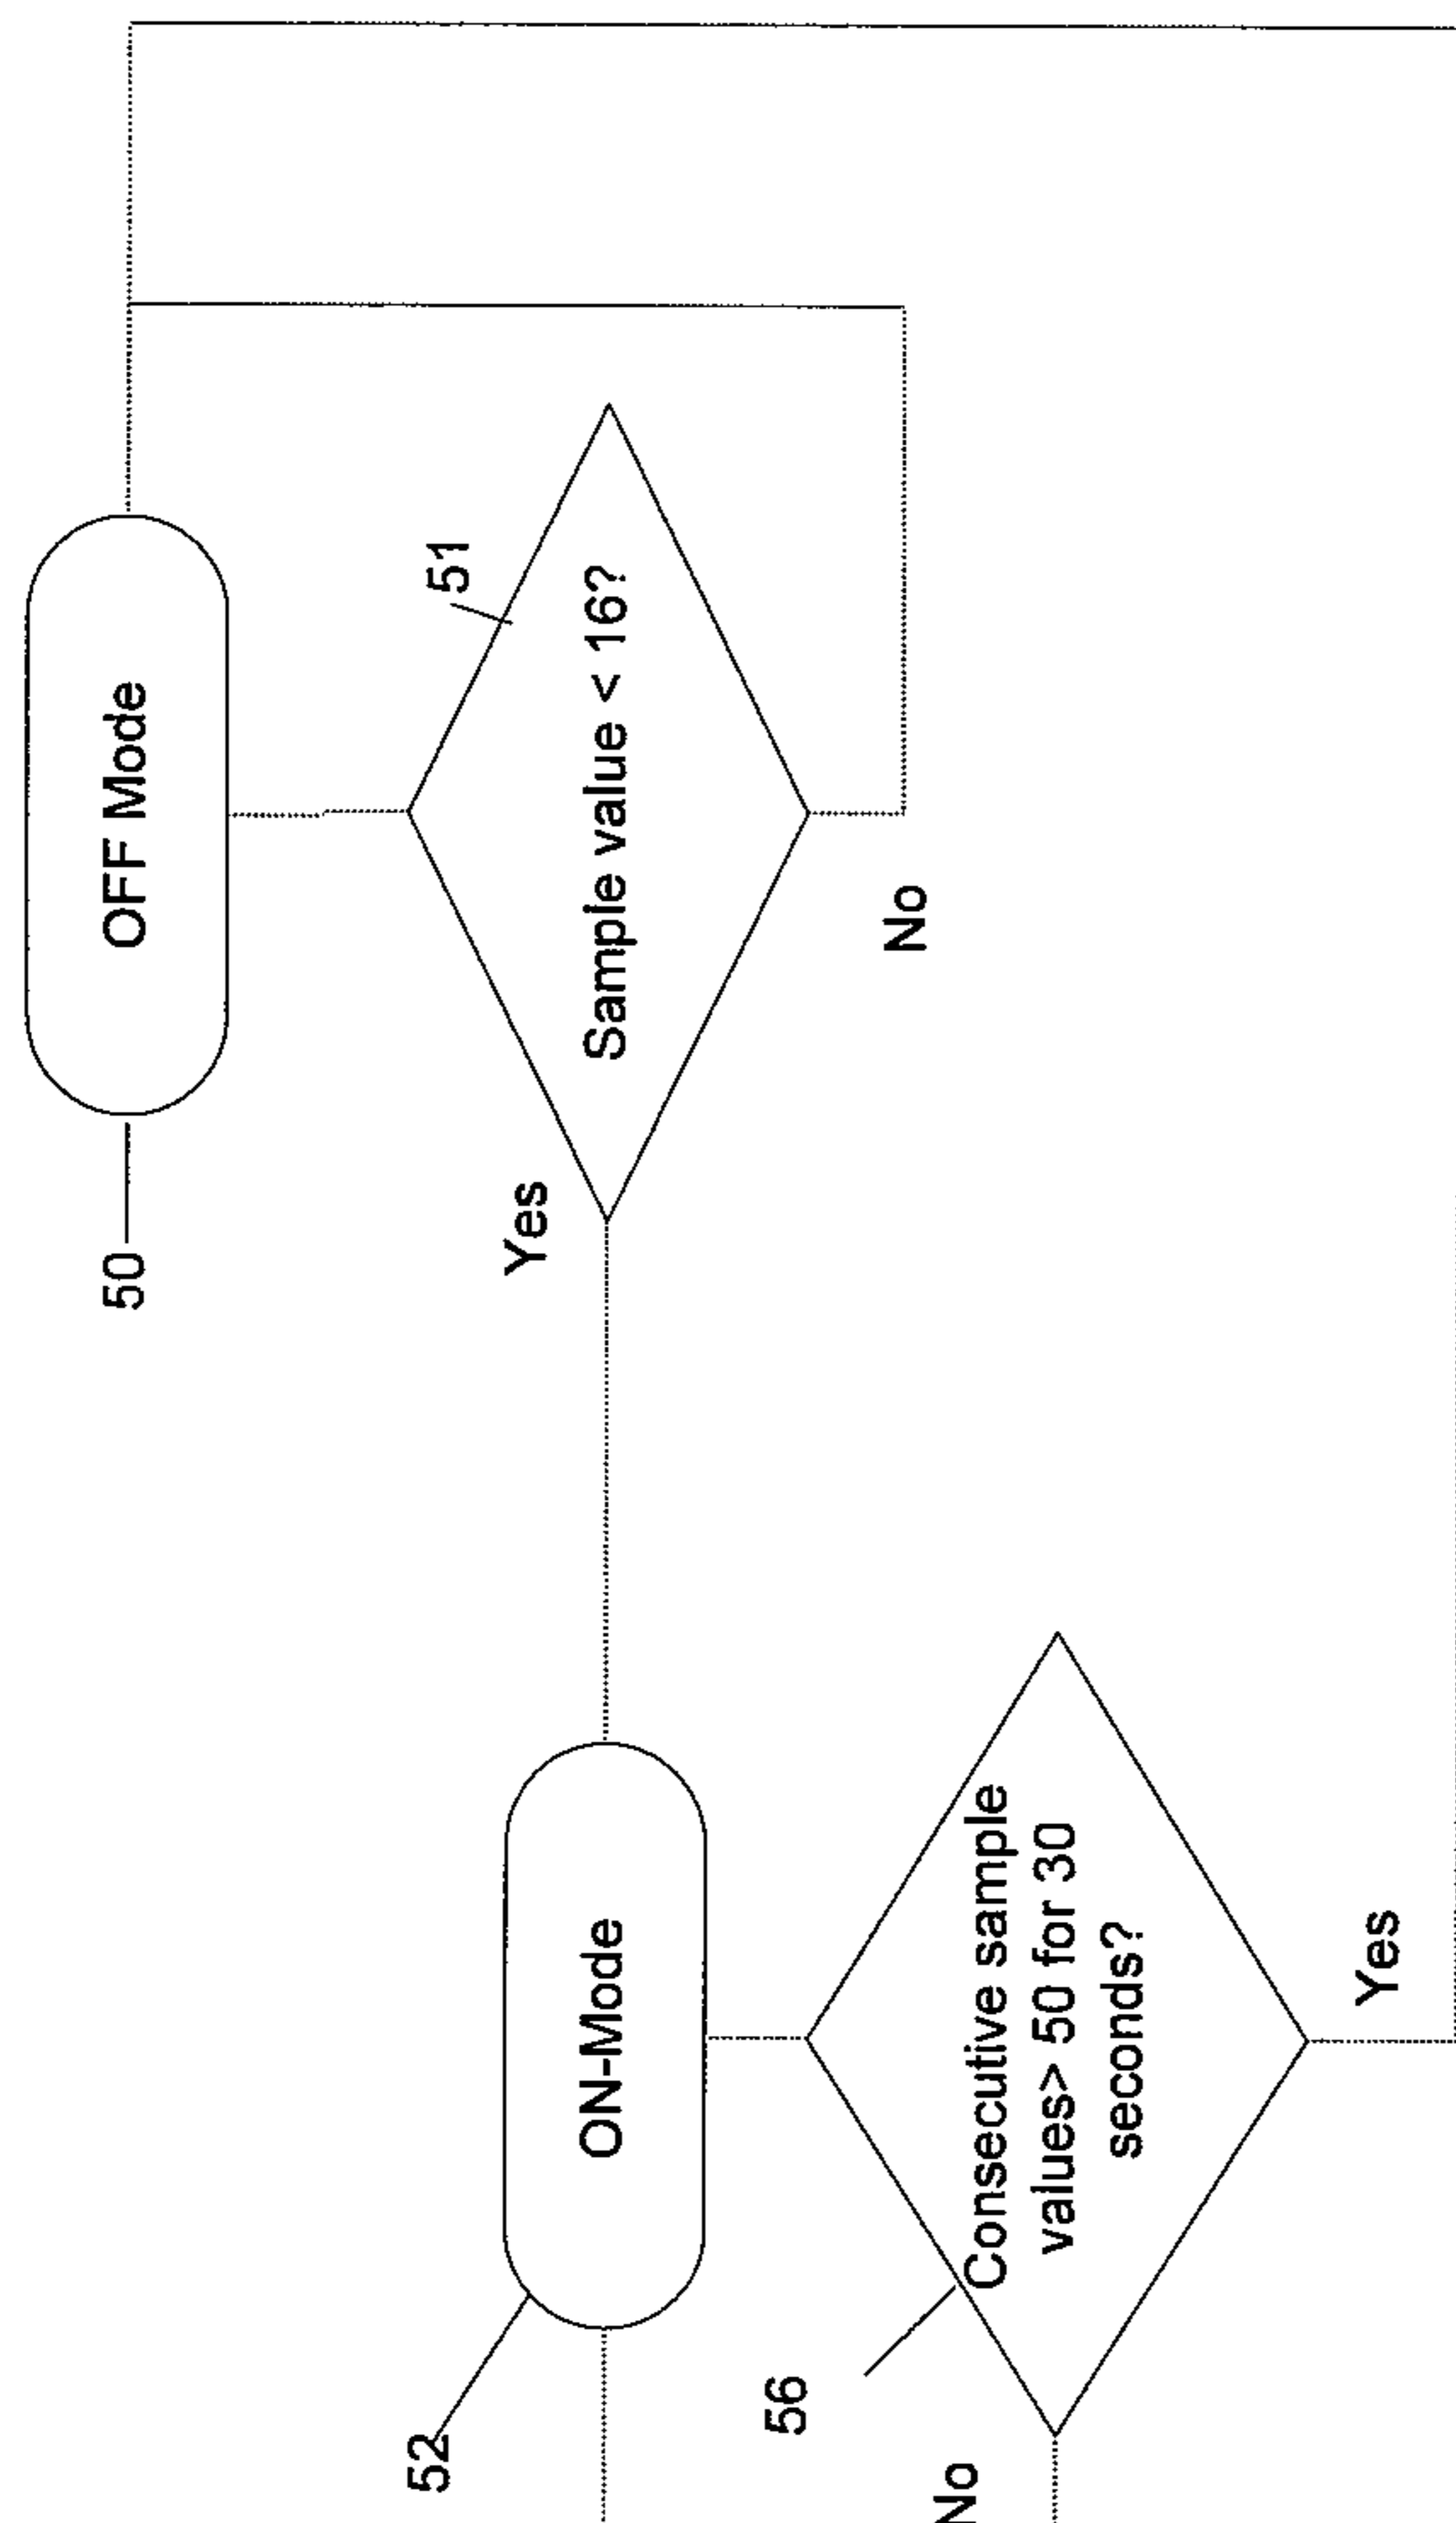 50
OFF Mode
51
Sample value < 16?
Yes
No
52
ON-Mode
56
Consecutive sample
values> 50 for 30
seconds?
No
Yes